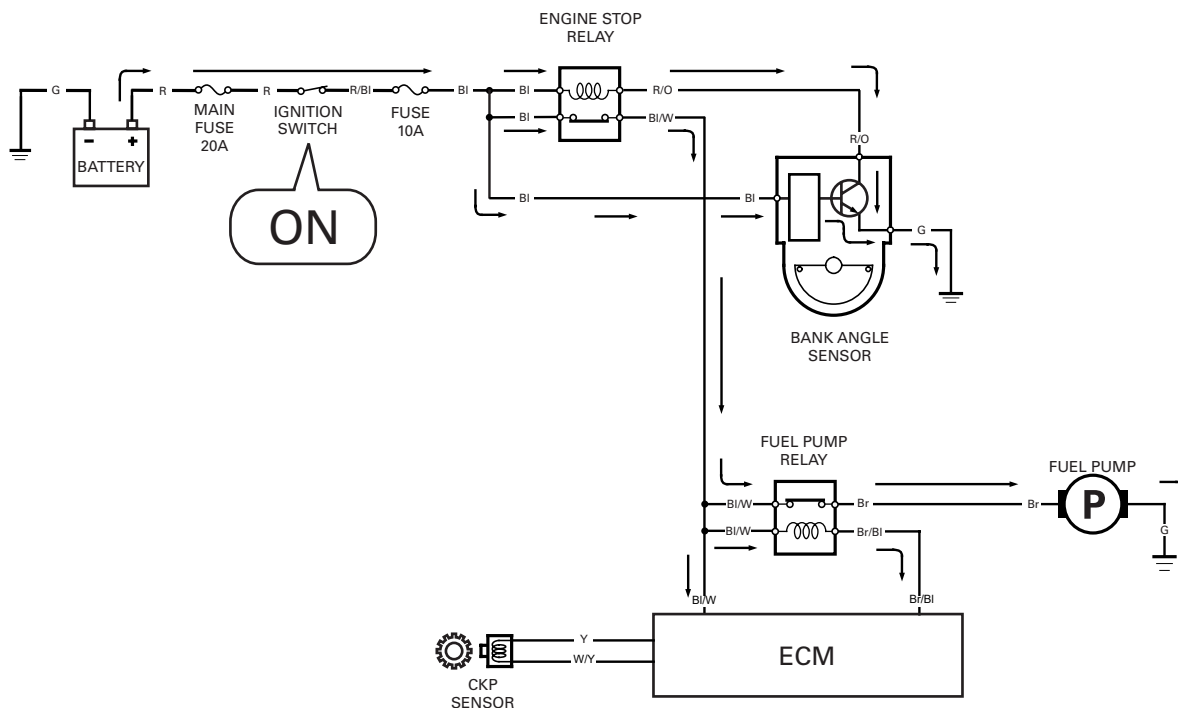 ENGINE STOP
RELAY
G
R
R
R/Bl
Bl
Bl
R/O
MAIN
FUSE
20A
IGNITION
SWITCH
FUSE
10A
Bl
Bl/W
- +
BATTERY
R/O
ON
Bl
Bl
G
BANK ANGLE
SENSOR
FUEL PUMP
RELAY
FUEL PUMP
Bl/W
Br
Br
P
Bl/W
Br/Bl
G
Bl/W
Br/Bl
Y
W/Y
ECM
CKP
SENSOR